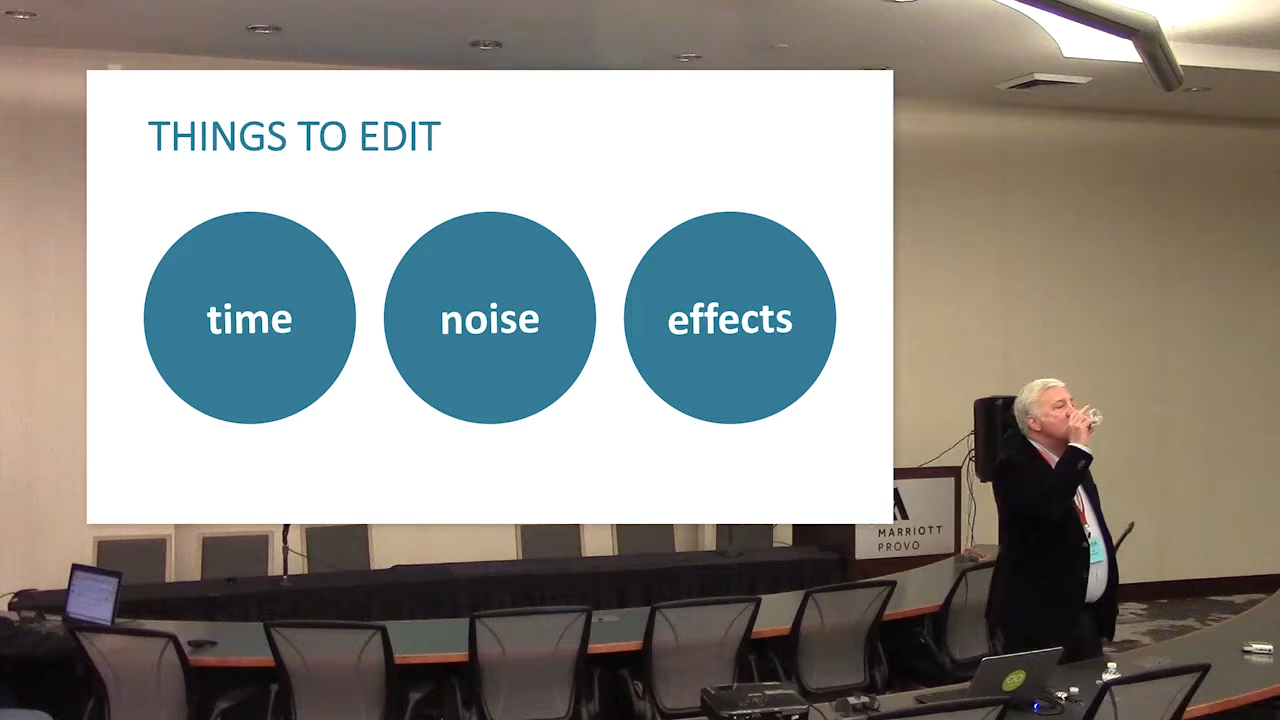 THINGS TO EDIT
time
noise
effects
MARRIOTT
PROVO